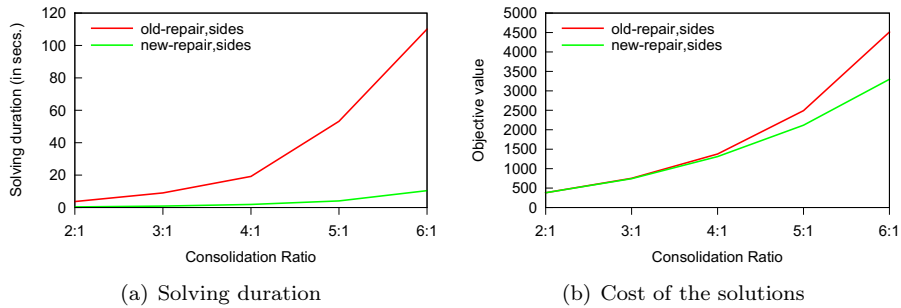 120
100
80
60
40
20
0
Solving duration (in secs.)
old-repair,sides
new-repair,sides
2:1
3:1
4:1
5:1
6:1
Consolidation Ratio
(a) Solving duration
5000
4500
4000
3500
3000
2500
2000
1500
1000
500
0
Objective value
old-repair,sides
new-repair,sides
2:1
3:1
4:1
5:1
6:1
Consolidation Ratio
(b) Cost of the solutions